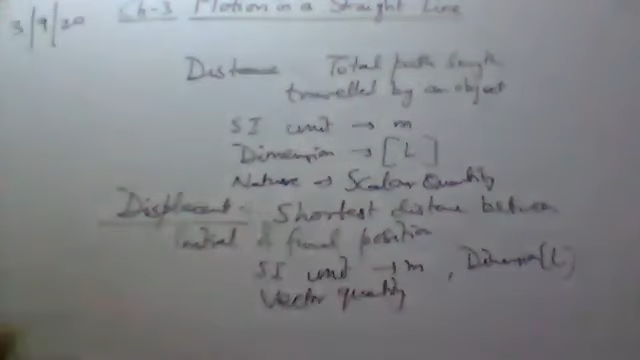 3/9/20 Ch-3 Motion in a Straight Line
Distance Total path length
travelled by an object
SI unit → m
Dimension → [L]
Nature → Scalar Quantity
Displacemt - Shortest distance between
Initial & final position
SI unit → m, Dimension [L]
Vector quantity